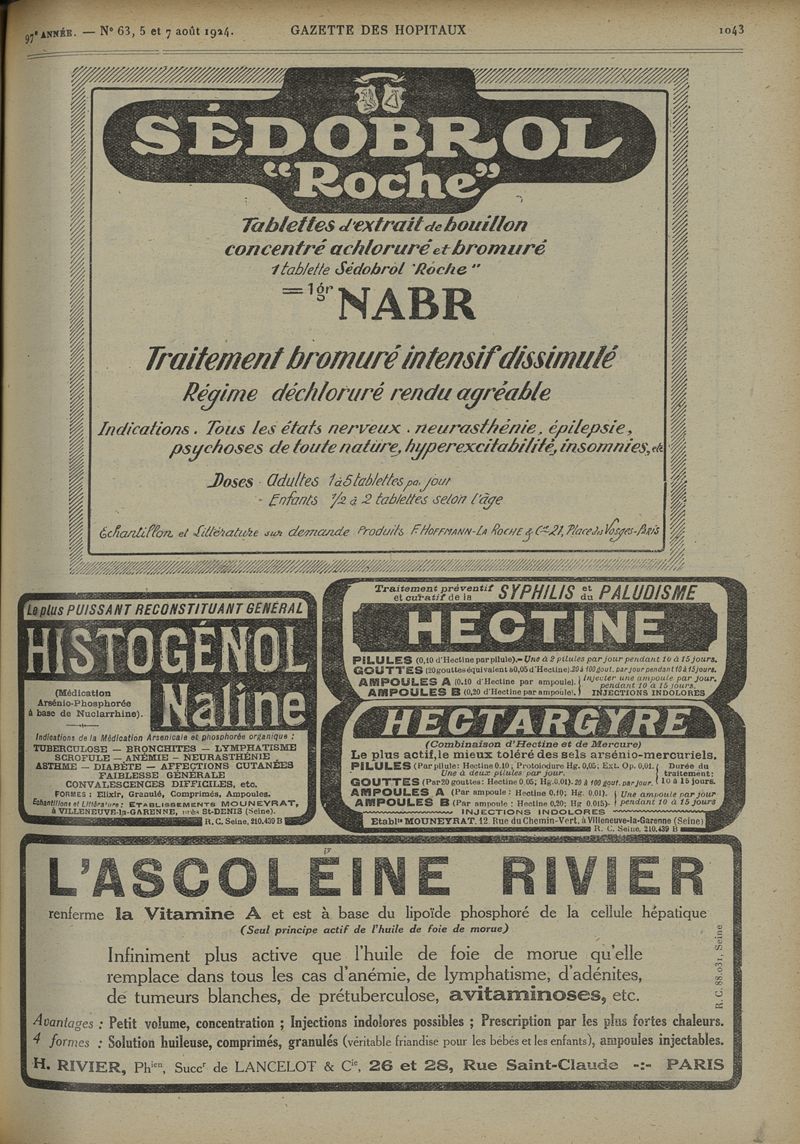 97e ANNÉE. — N° 63, 5 et 7 août 1924.
GAZETTE DES HOPITAUX
1043
SÉDOBROL
"Roche"
Tablettes d'extrait de bouillon
concentré achloruré et bromuré
1 tablette Sédobrol "Roche"
= 1gr NABR
Traitement bromuré intensif dissimulé
Régime déchloruré rendu agréable
Indications. Tous les états nerveux. neurasthénie, épilepsie,
psychoses de toute nature, hyperexcitabilité, insomnies, etc
Doses - Adultes 1 à 5 tablettes par jour
- Enfants 1/2 à 2 tablettes selon l'âge
Echantillon et Littérature sur demande Produits F. HOFFMANN-LA ROCHE & Cie 21, Place des Vosges-Paris
Le plus PUISSANT RECONSTITUANT GÉNÉRAL
HISTOGÉNOL
Naline
(Médication
Arsénio-Phosphorée
à base de Nuclarrhine).
Indications de la Médication Arsenicale et phosphorée organique :
TUBERCULOSE — BRONCHITES — LYMPHATISME
SCROFULE — ANÉMIE — NEURASTHÉNIE
ASTHME — DIABÈTE — AFFECTIONS CUTANÉES
FAIBLESSE GÉNÉRALE
CONVALESCENCES DIFFICILES, etc.
FORMES : Elixir, Granulé, Comprimés, Ampoules.
Échantillons et Littérature : ETABLISSEMENTS MOUNEYRAT,
à VILLENEUVE-la-GARENNE, près St-DENIS (Seine).
R.C. Seine, 210.439 B
Traitement préventif et curatif de la SYPHILIS et du PALUDISME
HECTINE
PILULES (0,10 d'Hectine par pilule).— Une à 2 pilules par jour pendant 10 à 15 jours.
GOUTTES (20 gouttes équivalent à 0,05 d'Hectine) 20 à 100 gout. par jour pendant 10 à 15 jours.
AMPOULES A (0,10 d'Hectine par ampoule). Injecter une ampoule par jour,
pendant 10 à 15 jours.
AMPOULES B (0,20 d'Hectine par ampoule). INJECTIONS INDOLORES
HECTARGYRE
(Combinaison d'Hectine et de Mercure)
Le plus actif, le mieux toléré des sels arsénio-mercuriels.
PILULES (Par pilule: Hectine 0.10; Protoiodure Hg. 0,05; Ext. Op. 0,01.)
Une à deux pilules par jour.
Durée du
traitement:
10 à 15 jours.
GOUTTES (Par 20 gouttes: Hectine 0,05; Hg. 0.01). 20 à 100 gout. par jour.
AMPOULES A (Par ampoule : Hectine 0.10; Hg. 0.01). Une ampoule par jour
AMPOULES B (Par ampoule : Hectine 0,20; Hg 0.015). pendant 10 à 15 jours
INJECTIONS INDOLORES
Etablts MOUNEYRAT, 12, Rue du Chemin-Vert, à Villeneuve-la-Garenne (Seine)
R. C. Seine, 210.439 B
L'ASCOLÉINE RIVIER
renferme la Vitamine A et est à base du lipoïde phosphoré de la cellule hépatique
(Seul principe actif de l'huile de foie de morue)
Infiniment plus active que l'huile de foie de morue qu'elle
remplace dans tous les cas d'anémie, de lymphatisme, d'adénites,
de tumeurs blanches, de prétuberculose, avitaminoses, etc.
R. C. 88.031, Seine
Avantages : Petit volume, concentration ; Injections indolores possibles ; Prescription par les plus fortes chaleurs.
4 formes : Solution huileuse, comprimés, granulés (véritable friandise pour les bébés et les enfants), ampoules injectables.
H. RIVIER, Phien, Succr de LANCELOT & Cie, 26 et 28, Rue Saint-Claude -:- PARIS